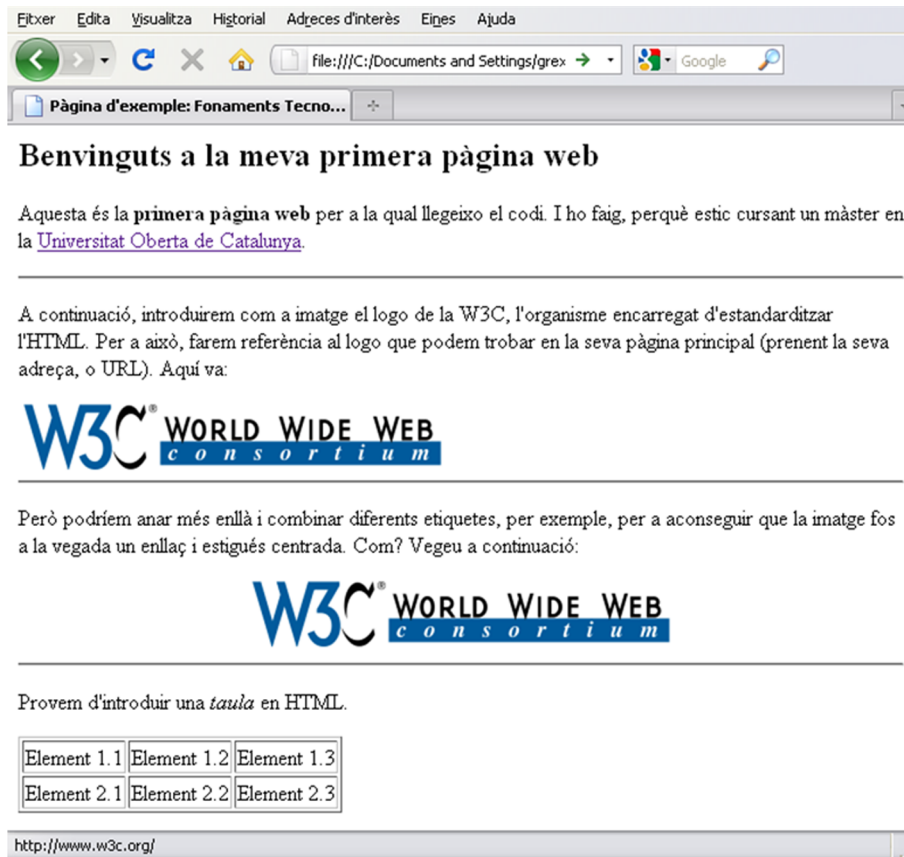 Fitxer Edita Visualitza Historial Adreces d'interès Eines Ajuda
file:///C:/Documents and Settings/grex Google
Pàgina d'exemple: Fonaments Tecno...
Benvinguts a la meva primera pàgina web
Aquesta és la primera pàgina web per a la qual llegeixo el codi. I ho faig, perquè estic cursant un màster en
la Universitat Oberta de Catalunya.
A continuació, introduirem com a imatge el logo de la W3C, l'organisme encarregat d'estandarditzar
l'HTML. Per a això, farem referència al logo que podem trobar en la seva pàgina principal (prenent la seva
adreça, o URL). Aquí va:
W3C® WORLD WIDE WEB
consortium
Però podríem anar més enllà i combinar diferents etiquetes, per exemple, per a aconseguir que la imatge fos
a la vegada un enllaç i estigués centrada. Com? Vegeu a continuació:
W3C® WORLD WIDE WEB
consortium
Provem d'introduir una taula en HTML.
Element 1.1 Element 1.2 Element 1.3
Element 2.1 Element 2.2 Element 2.3
http://www.w3c.org/